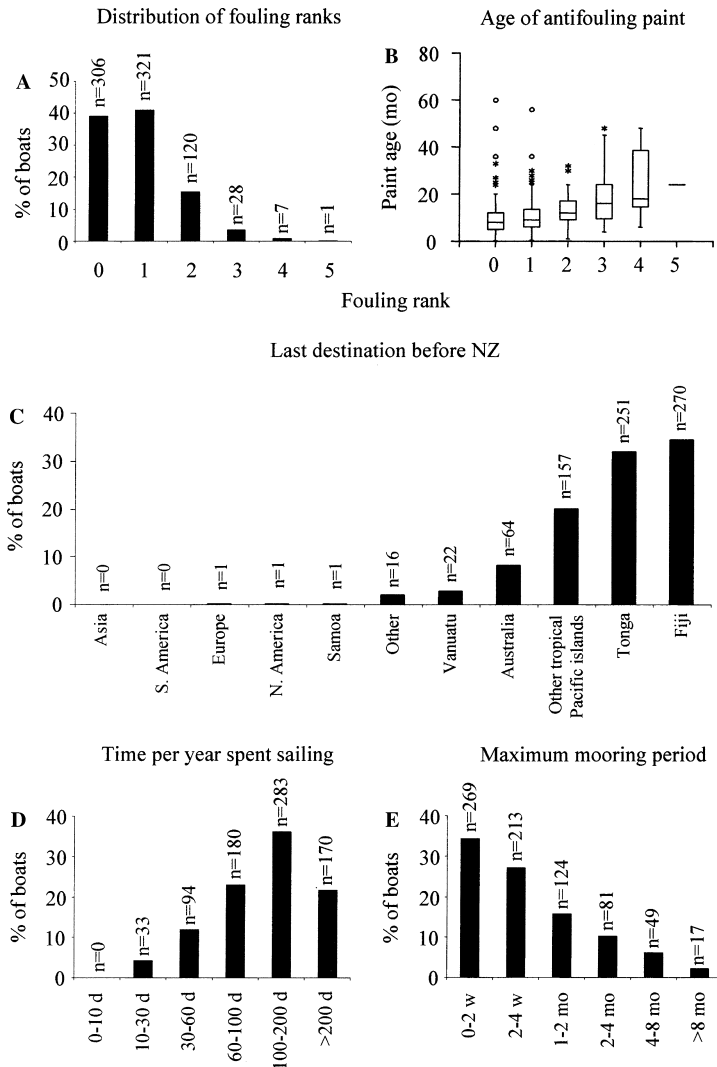 Distribution of fouling ranks
A
% of boats
50
40
30
20
10
0
n=306
n=321
n=120
n=28
n=7
n=1
0 1 2 3 4 5
Age of antifouling paint
B
Paint age (mo)
80
60
40
20
0
0 1 2 3 4 5
Fouling rank
Last destination before NZ
C
% of boats
40
30
20
10
0
n=0
n=0
n=1
n=1
n=1
n=16
n=22
n=64
n=157
n=251
n=270
Asia
S. America
Europe
N. America
Samoa
Other
Vanuatu
Australia
Other tropical
Pacific islands
Tonga
Fiji
Time per year spent sailing
D
% of boats
40
30
20
10
0
n=0
n=33
n=94
n=180
n=283
n=170
0-10 d
10-30 d
30-60 d
60-100 d
100-200 d
>200 d
Maximum mooring period
E
% of boats
40
30
20
10
0
n=269
n=213
n=124
n=81
n=49
n=17
0-2 w
2-4 w
1-2 mo
2-4 mo
4-8 mo
>8 mo